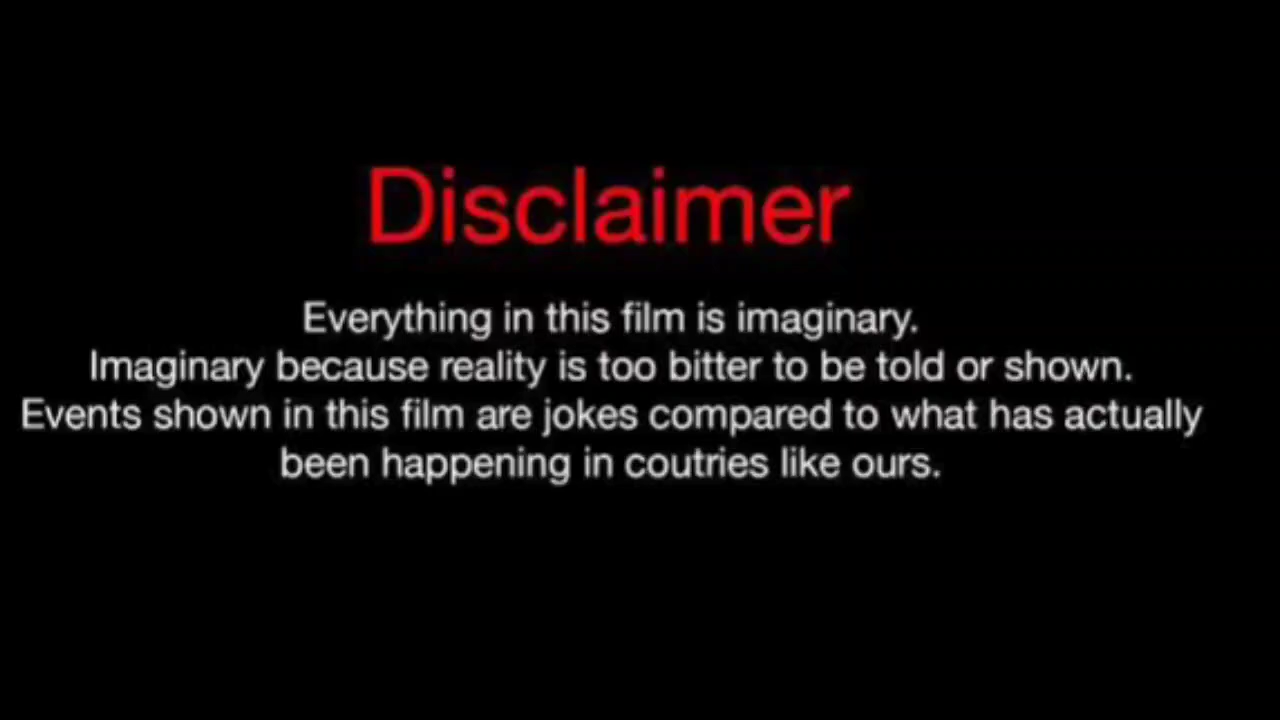 Disclaimer
Everything in this film is imaginary.
Imaginary because reality is too bitter to be told or shown.
Events shown in this film are jokes compared to what has actually
been happening in coutries like ours.